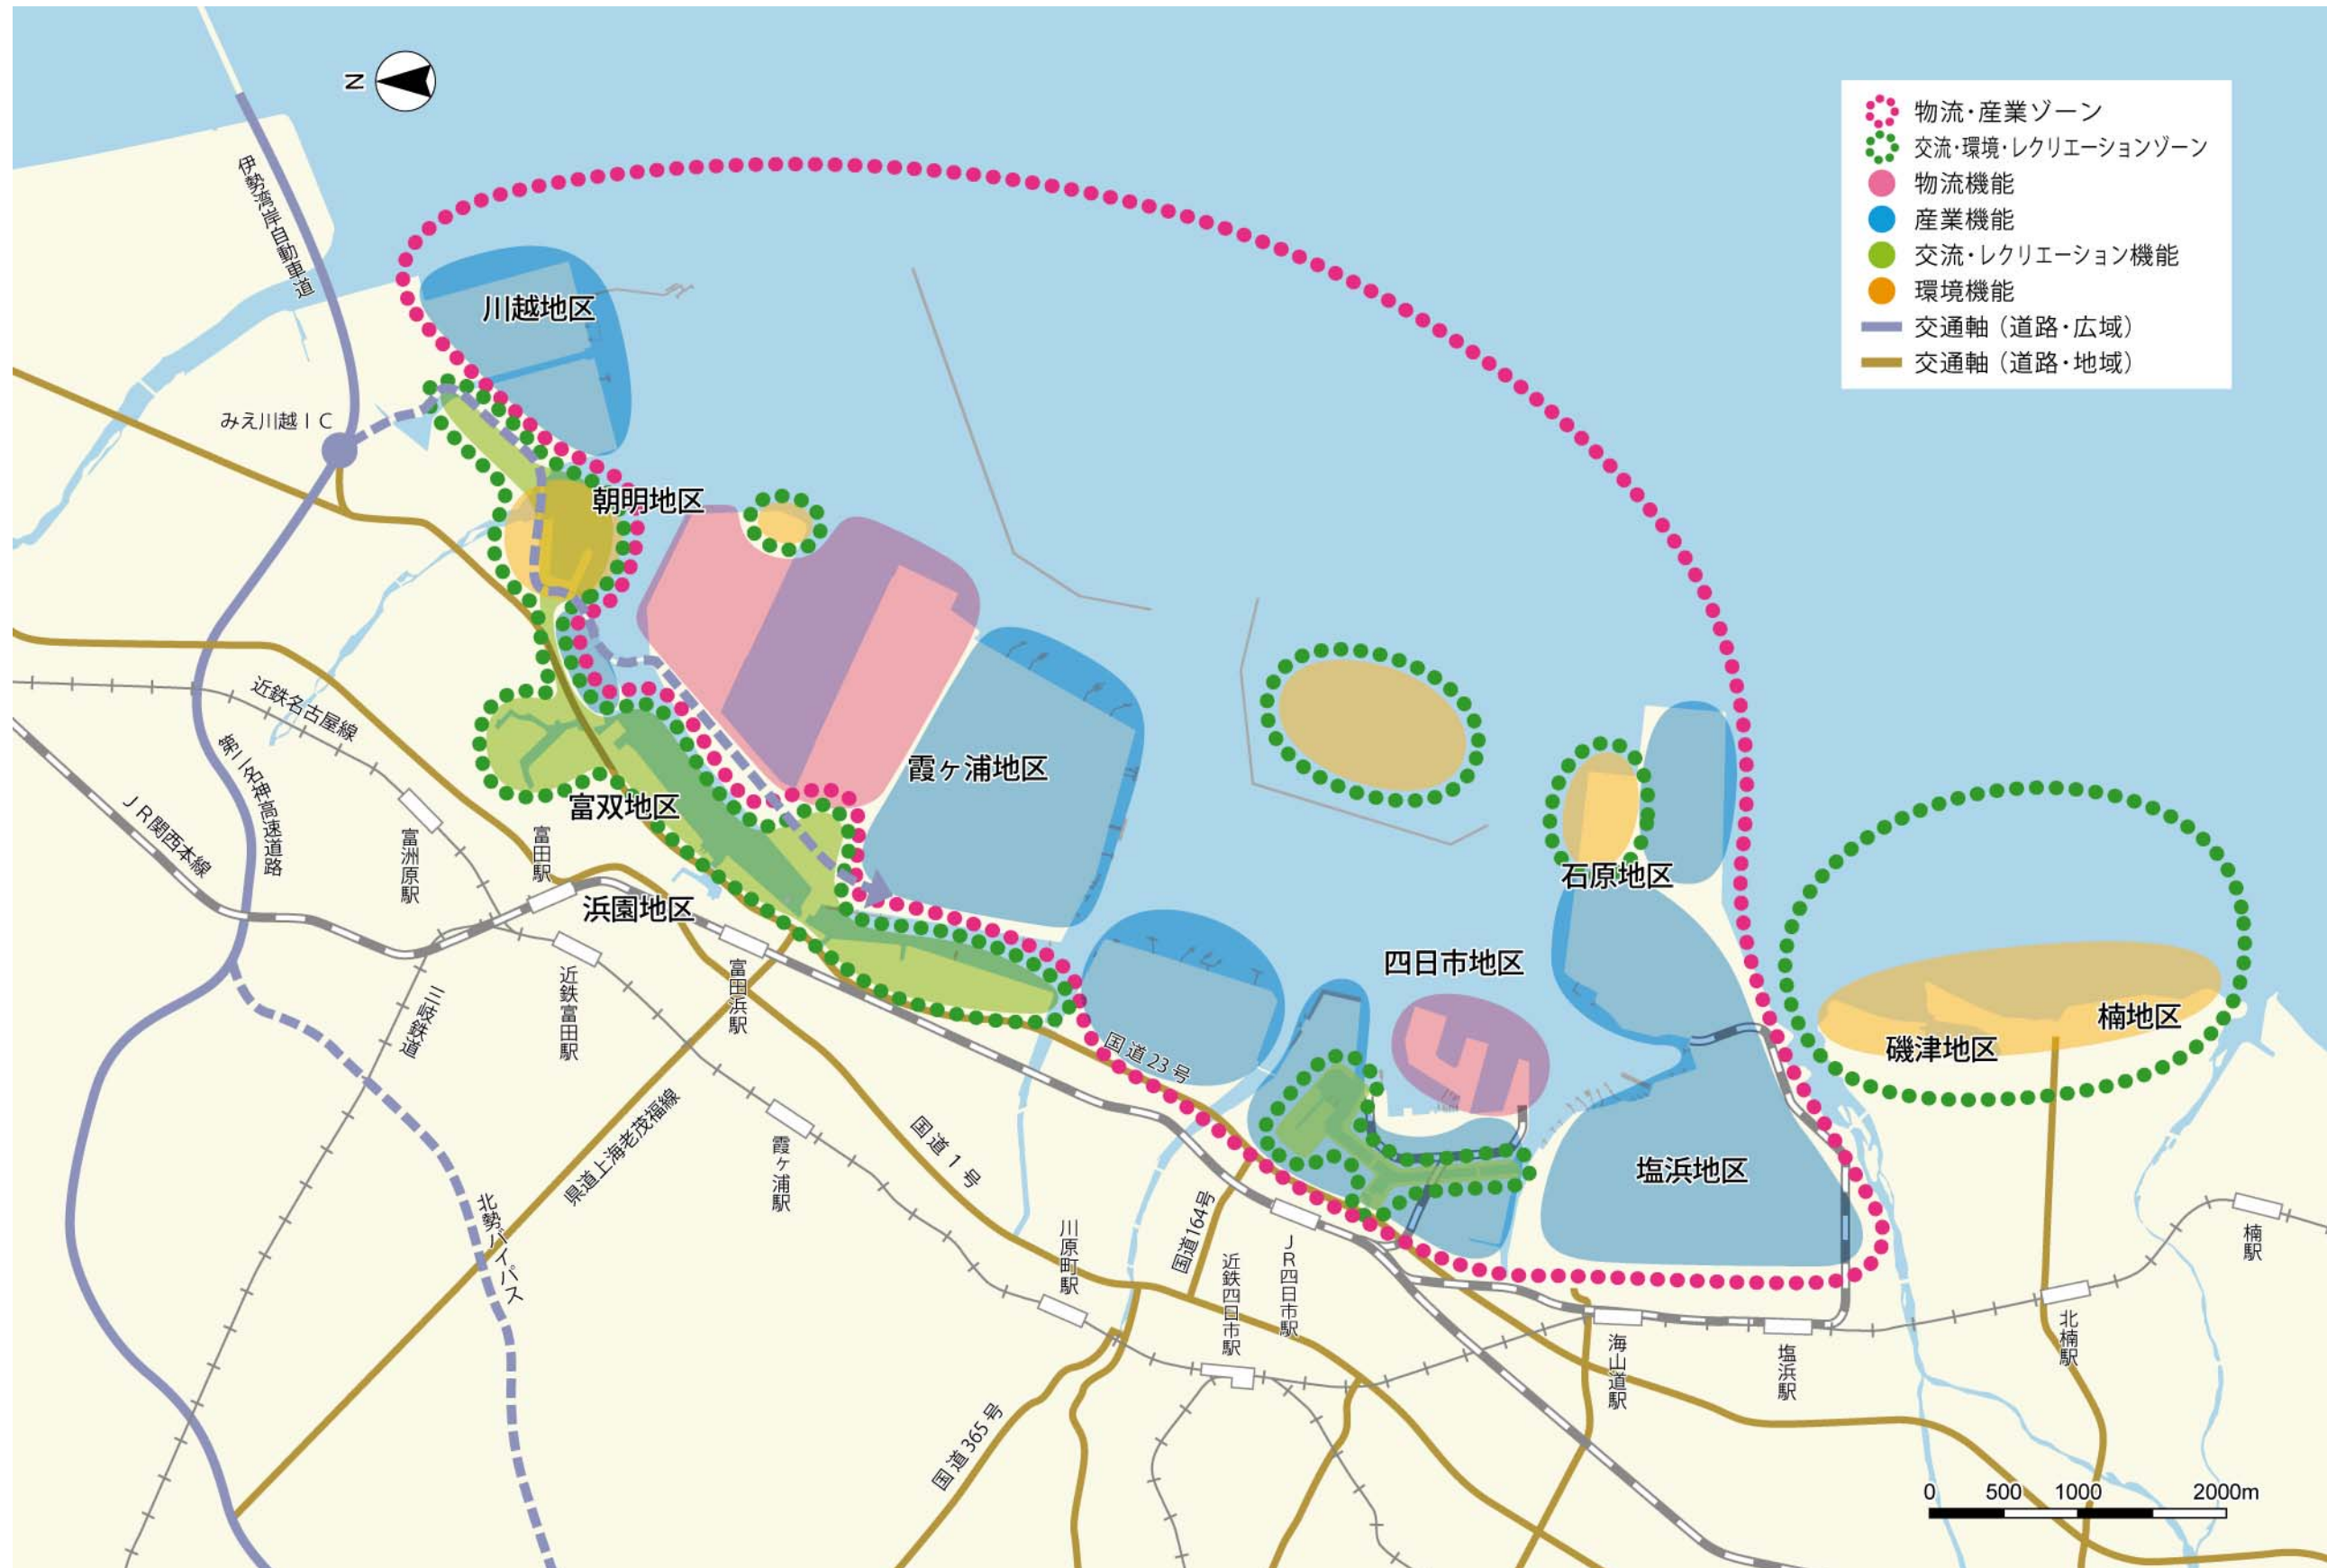 N
物流・産業ゾーン
交流・環境・レクリエーションゾーン
物流機能
産業機能
交流・レクリエーション機能
環境機能
交通軸（道路・広域）
交通軸（道路・地域）
伊勢湾岸自動車道
川越地区
みえ川越ＩＣ
朝明地区
近鉄名古屋線
第二名神高速道路
ＪＲ関西本線
霞ヶ浦地区
富双地区
富洲原駅
富田駅
浜園地区
石原地区
近鉄富田駅
富田浜駅
三岐鉄道
四日市地区
楠地区
磯津地区
国道23号
県道上海老茂福線
国道1号
霞ヶ浦駅
塩浜地区
北勢バイパス
川原町駅
国道164号
近鉄四日市駅
ＪＲ四日市駅
楠駅
海山道駅
塩浜駅
北楠駅
国道365号
0 500 1000 2000m